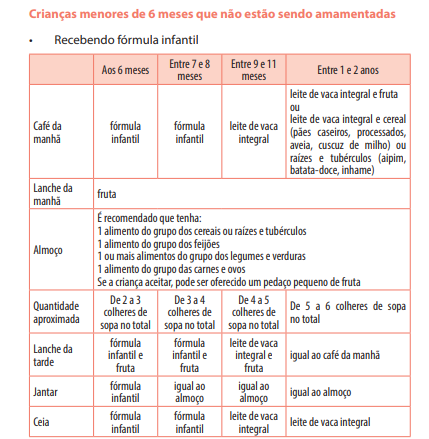 Crianças menores de 6 meses que não estão sendo amamentadas
• Recebendo fórmula infantil
Aos 6 meses
Entre 7 e 8
meses
Entre 9 e 11
meses
Entre 1 e 2 anos
Café da
manhã
fórmula
infantil
fórmula
infantil
leite de vaca
integral
leite de vaca integral e fruta
ou
leite de vaca integral e cereal
(pães caseiros, processados,
aveia, cuscuz de milho) ou
raízes e tubérculos (aipim,
batata-doce, inhame)
Lanche da
manhã
fruta
Almoço
É recomendado que tenha:
1 alimento do grupo dos cereais ou raízes e tubérculos
1 alimento do grupo dos feijões
1 ou mais alimentos do grupo dos legumes e verduras
1 alimento do grupo das carnes e ovos
Se a criança aceitar, pode ser oferecido um pedaço pequeno de fruta
Quantidade
aproximada
De 2 a 3
colheres de
sopa no total
De 3 a 4
colheres de
sopa no total
De 4 a 5
colheres de
sopa no total
De 5 a 6 colheres de sopa
no total
Lanche da
tarde
fórmula
infantil e
fruta
fórmula
infantil e
fruta
leite de vaca
integral e
fruta
igual ao café da manhã
Jantar
fórmula
infantil
igual ao
almoço
igual ao
almoço
igual ao almoço
Ceia
fórmula
infantil
fórmula
infantil
leite de vaca
integral
leite de vaca integral